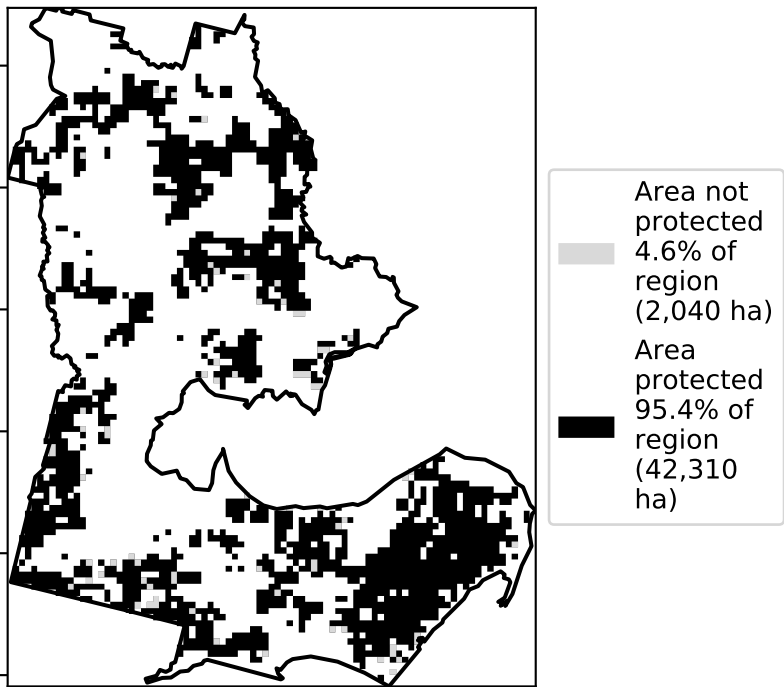 Area not
protected
4.6% of
region
(2,040 ha)
Area
protected
95.4% of
region
(42,310
ha)